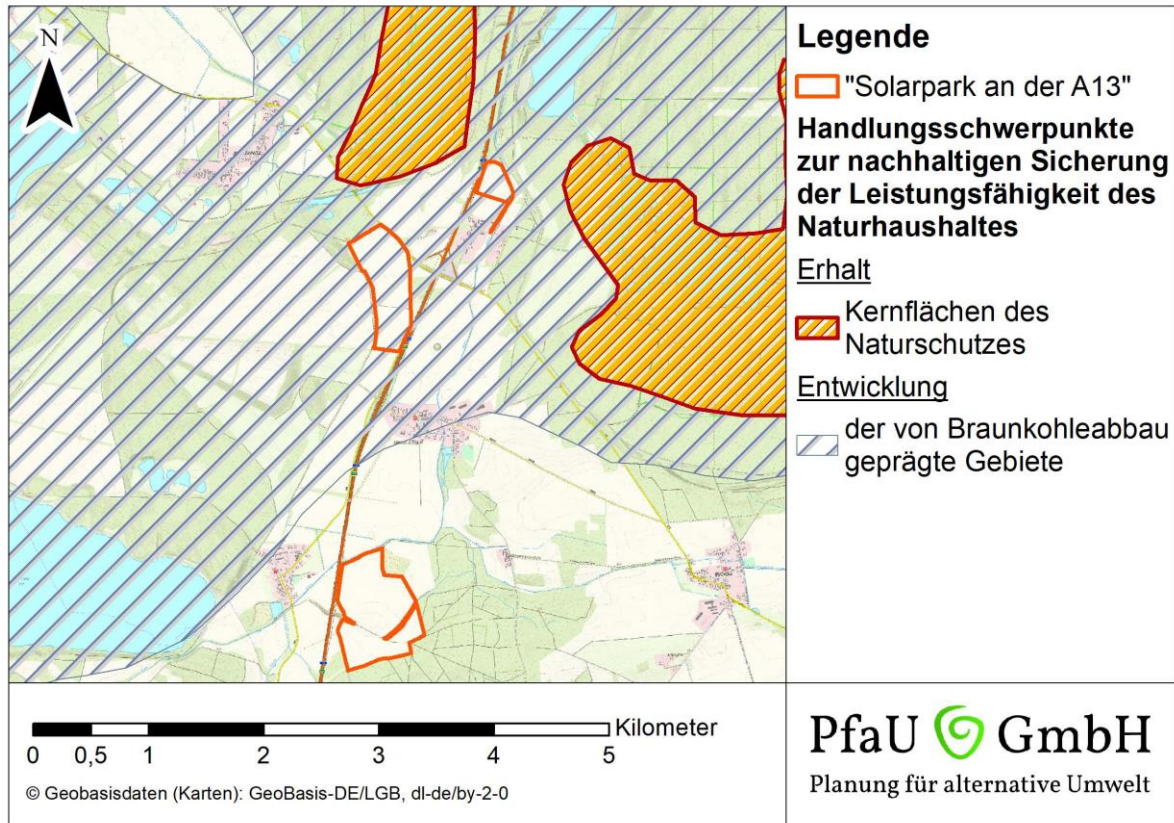 N
Legende
"Solarpark an der A13"
Handlungsschwerpunkte
zur nachhaltigen Sicherung
der Leistungsfähigkeit des
Naturhaushaltes
Erhalt
Kernflächen des
Naturschutzes
Entwicklung
der von Braunkohleabbau
geprägte Gebiete
Kilometer
0 0,5 1 2 3 4 5
© Geobasisdaten (Karten): GeoBasis-DE/LGB, dl-de/by-2-0
PfaU GmbH
Planung für alternative Umwelt